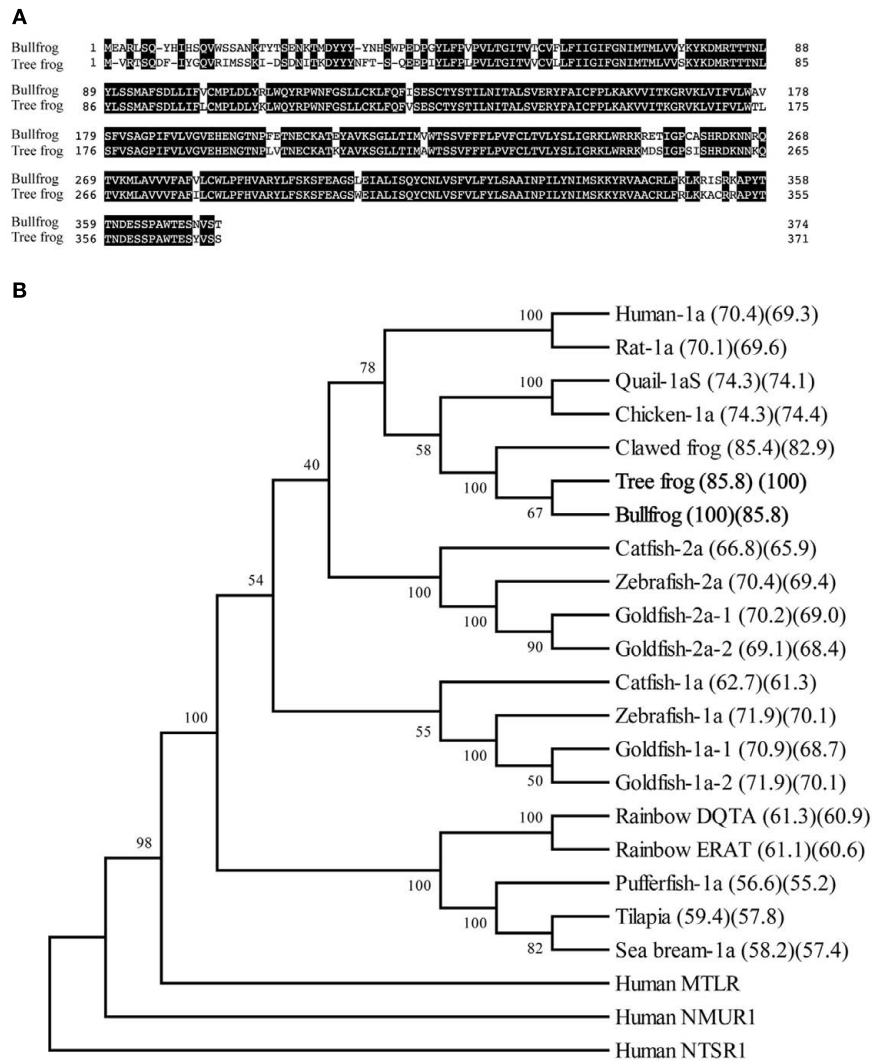 A
Bullfrog 1 MEARLSQ-YHIHSQVWSSANKTYTSENKTMDYYY-YNHSWPEDPGYLFPVPVLTGITVTCVFLFIIGIFGNIMTMLVVYKYKDMRTTTNL 88
Tree frog 1 M-VRTSQDF-IYGQVRIMSSKI-DSDNITKDYYYNFTS-QEEPIYLFPLPVLTGITVVCVLLFIIGIFGNIMTMLVVSKYKDMRTTTNL 85
Bullfrog 89 YLSSMAFSDLLIFVCMPLDLYRLWQYRPWNFGSLLCKLFQFISESCTYSTILNITALSVERYFAICFPLKAKVVITKGRVKLVIFVLWAV 178
Tree frog 86 YLSSMAFSDLLIFLCMPLDLYKLWQYRPWNFGSLLCKLFQFVSESCTYSTILNITALSVERYFAICFPLKAKVVITKGRVKLVIFVLWTL 175
Bullfrog 179 SFVSAGPIFVLVGVEHENGTNPFETNECKATEYAVKSGLLTIMVWTSSVFFFLPVFCLTVLYSLIGRKLWRRKRETIGPCASHRDKNNRQ 268
Tree frog 176 SFVSAGPIFVLVGVEHENGTNPLVTNECKATKYAVKSGLLTIMAWTSSVFFFLPVFCLTVLYSLIGRKLWRRKMDSIGPSISHRDKNNKQ 265
Bullfrog 269 TVKMLAVVVFAFVLCWLPFHVARYLFSKSFEAGSLEIALISQYCNLVSFVLFYLSAAINPILYNIMSKKYRVAACRLFKLKRISRKAPYT 358
Tree frog 266 TVKMLAVVVFAFILCWLPFHVARYLFSKSFEAGSWEIALISQYCNLVSFVLFYLSAAINPILYNIMSKKYRVAACRLFRLKKACRRAPYT 355
Bullfrog 359 TNDESSPAWTESNVST 374
Tree frog 356 TNDESSPAWTESYVSS 371
B
100 Human-1a (70.4)(69.3)
Rat-1a (70.1)(69.6)
78
100 Quail-1aS (74.3)(74.1)
Chicken-1a (74.3)(74.4)
58 Clawed frog (85.4)(82.9)
40
100 Tree frog (85.8) (100)
67 Bullfrog (100)(85.8)
Catfish-2a (66.8)(65.9)
54 100 Zebrafish-2a (70.4)(69.4)
100 Goldfish-2a-1 (70.2)(69.0)
90 Goldfish-2a-2 (69.1)(68.4)
Catfish-1a (62.7)(61.3)
100 55 Zebrafish-1a (71.9)(70.1)
100 Goldfish-1a-1 (70.9)(68.7)
50 Goldfish-1a-2 (71.9)(70.1)
100 Rainbow DQTA (61.3)(60.9)
98 Rainbow ERAT (61.1)(60.6)
100 Pufferfish-1a (56.6)(55.2)
100 Tilapia (59.4)(57.8)
82 Sea bream-1a (58.2)(57.4)
Human MTLR
Human NMUR1
Human NTSR1